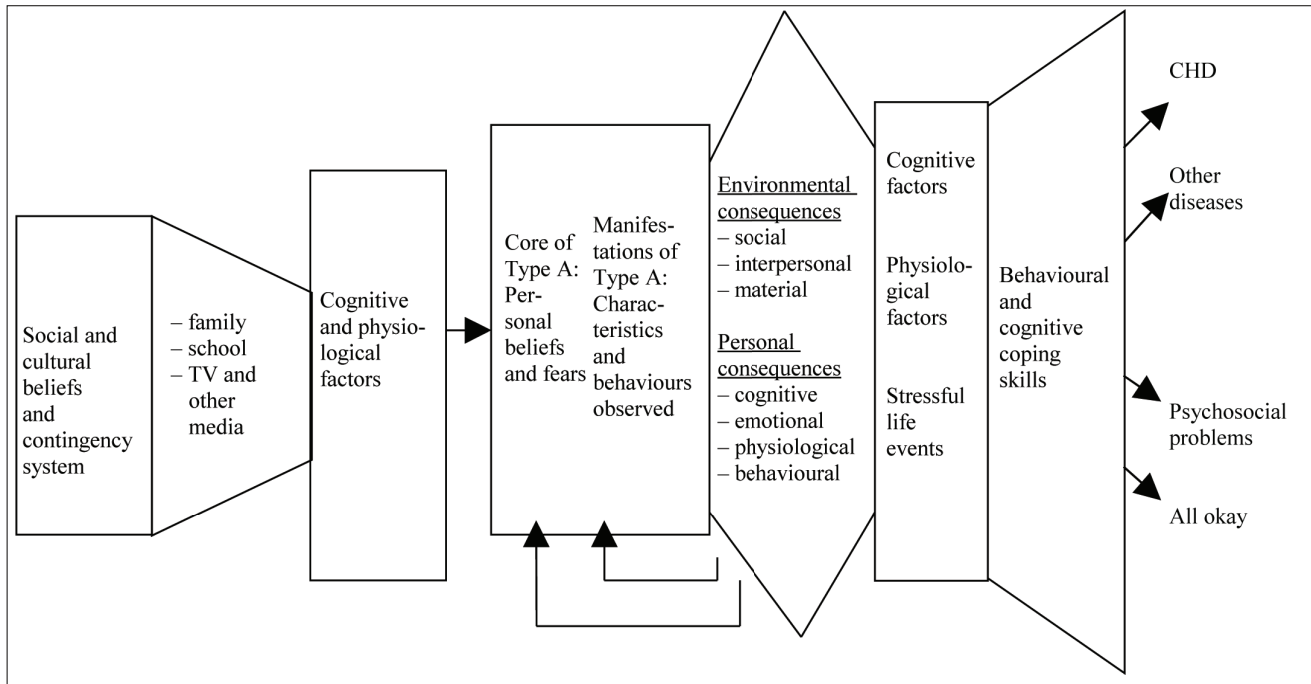 Social and
cultural
beliefs
and
contingency
system
– family
– school
– TV and
other
media
Cognitive
and physio-
logical
factors
Core of
Type A:
Per-
sonal
beliefs
and fears
Manifes-
tations of
Type A:
Charac-
teristics
and
behaviours
observed
Environmental
consequences
– social
– interpersonal
– material
Personal
consequences
– cognitive
– emotional
– physiological
– behavioural
Cognitive
factors
Physiolo-
gical
factors
Stressful
life
events
Behavioural
and
cognitive
coping
skills
CHD
Other
diseases
Psychosocial
problems
All okay